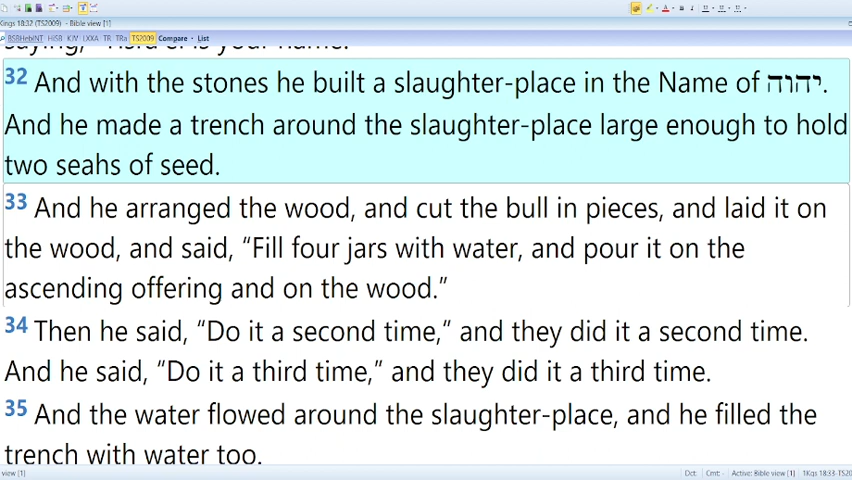 Kings 18:32 (TS2009) - Bible view [1]
BSBHebINT HiSB KJV LXXA TR TRa TS2009 Compare List
32 And with the stones he built a slaughter-place in the Name of יהוה.
And he made a trench around the slaughter-place large enough to hold
two seahs of seed.
33 And he arranged the wood, and cut the bull in pieces, and laid it on
the wood, and said, “Fill four jars with water, and pour it on the
ascending offering and on the wood.”
34 Then he said, “Do it a second time,” and they did it a second time.
And he said, “Do it a third time,” and they did it a third time.
35 And the water flowed around the slaughter-place, and he filled the
trench with water too.
view [1] Dct: Cmt: - Active: Bible view [1] 1Kgs 18:33-TS20